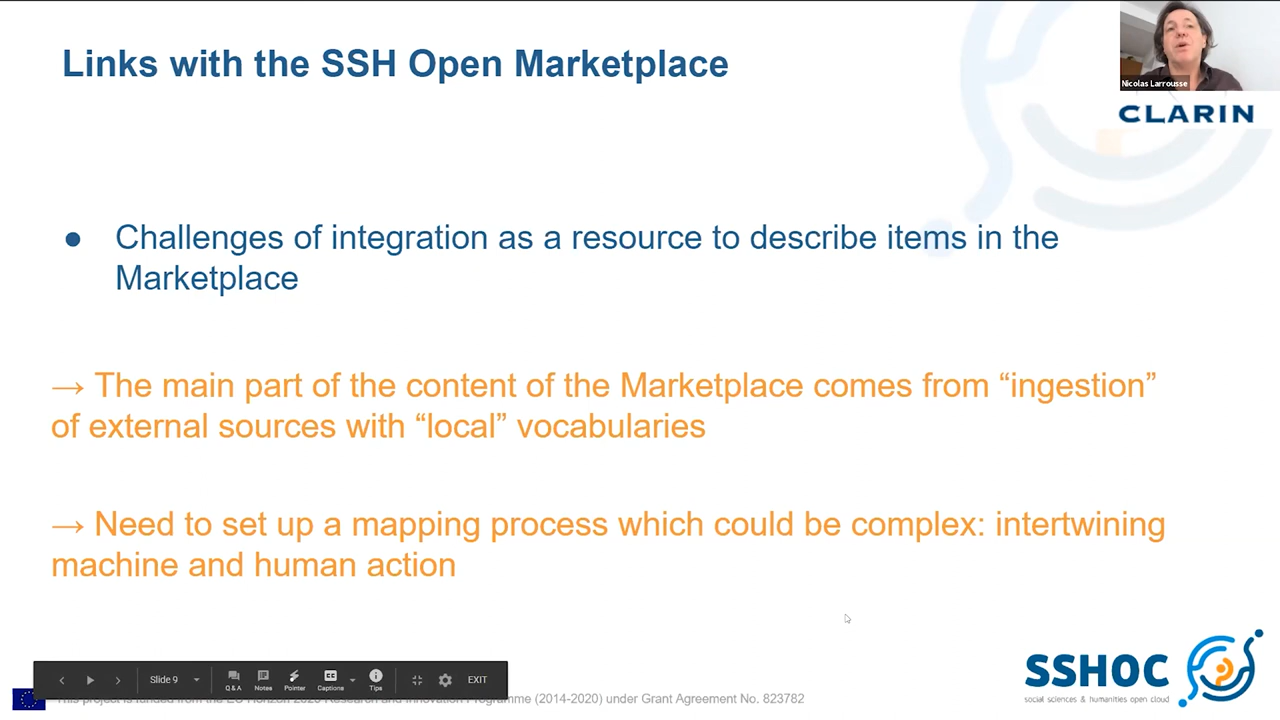 Links with the SSH Open Marketplace
Nicolas Larrousse
CLARIN
● Challenges of integration as a resource to describe items in the
Marketplace
→ The main part of the content of the Marketplace comes from “ingestion”
of external sources with “local” vocabularies
→ Need to set up a mapping process which could be complex: intertwining
machine and human action
SSHOC
social sciences & humanities open cloud
Slide 9
Q & A
Notes
Pointer
Captions
Tips
EXIT
(2014-2020) under Grant Agreement No. 823782